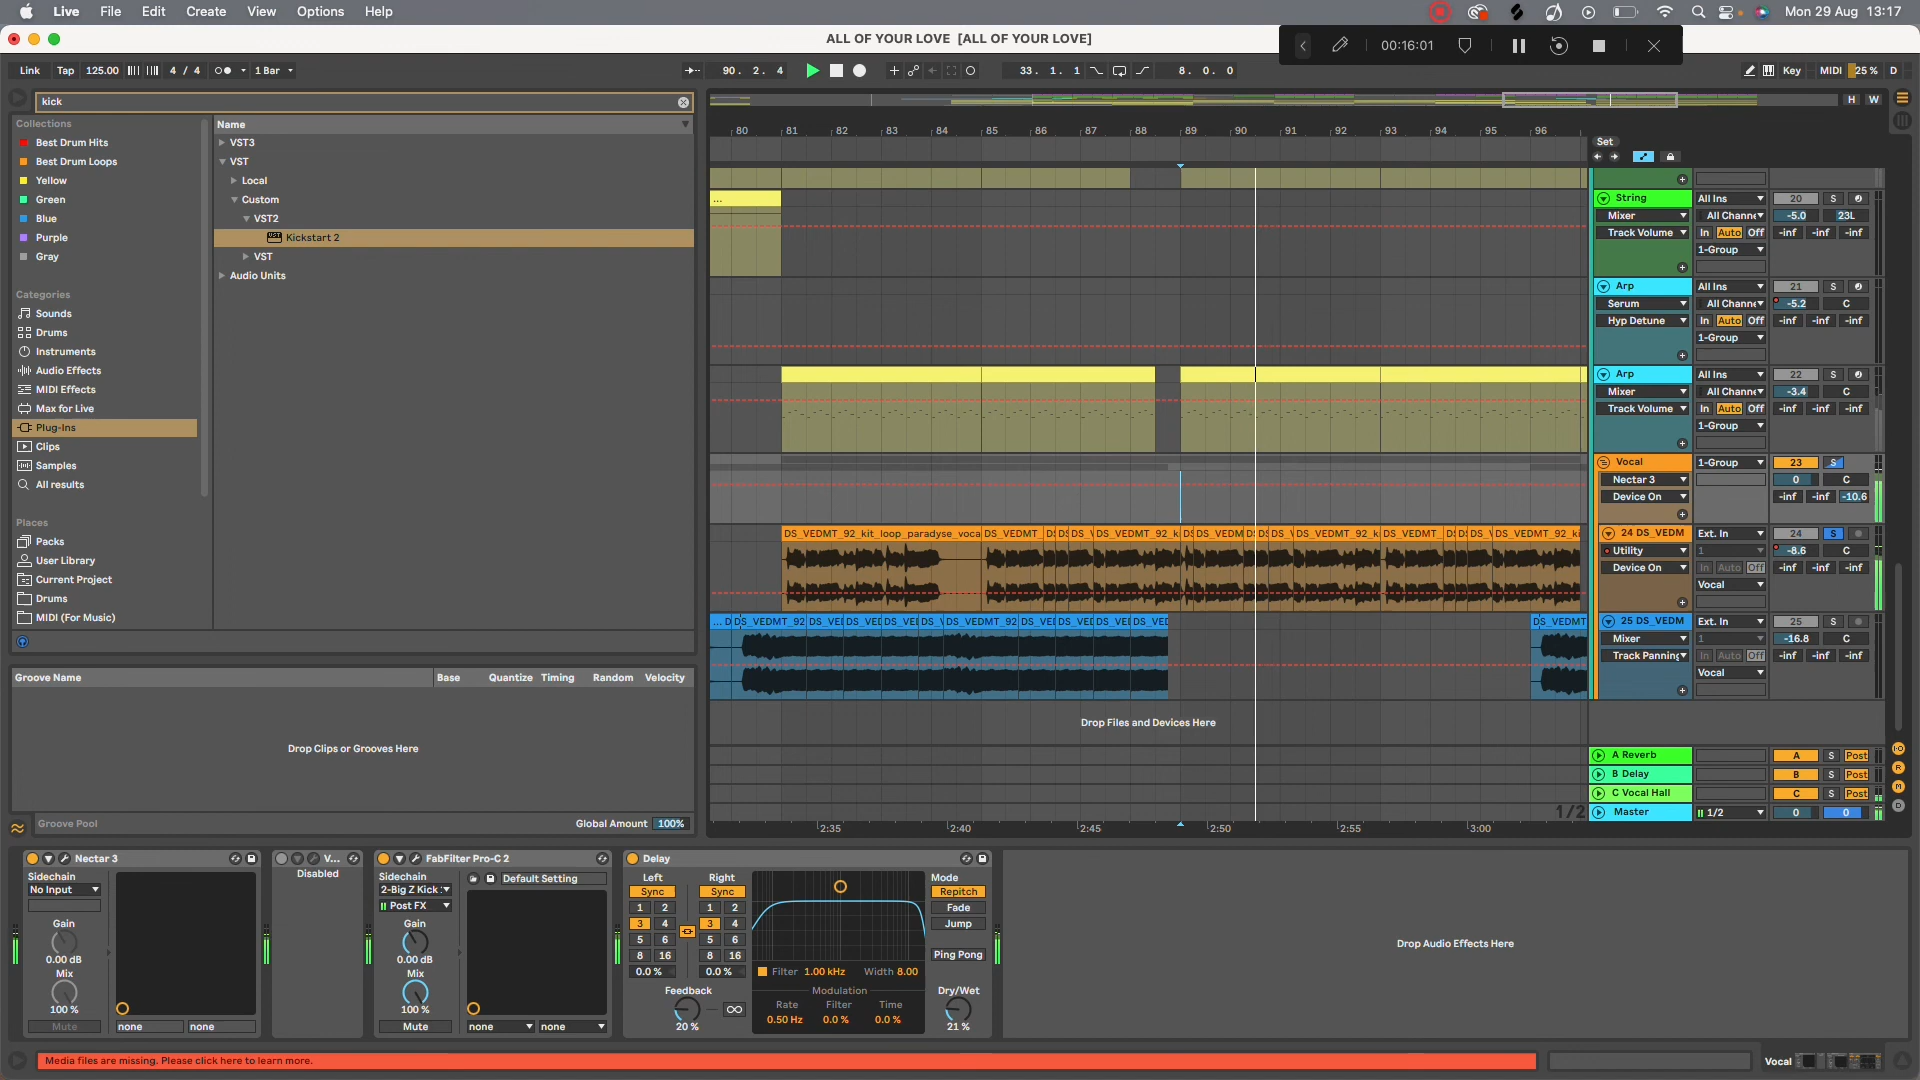 Live File Edit Create View Options Help
Mon 29 Aug 13:17
ALL OF YOUR LOVE [ALL OF YOUR LOVE]
00:16:01
Link Tap 125.00 4 / 4 1 Bar
90. 2. 4
33. 1. 1
8. 0. 0
Key MIDI 25 % D
kick
H W
Collections
Best Drum Hits
Best Drum Loops
Yellow
Green
Blue
Purple
Gray
Categories
Sounds
Drums
Instruments
Audio Effects
MIDI Effects
Max for Live
Plug-Ins
Clips
Samples
All results
Places
Packs
User Library
Current Project
Drums
MIDI (For Music)
Name
VST3
VST
Local
Custom
VST2
Kickstart 2
VST
Audio Units
80 81 82 83 84 85 86 87 88 89 90 91 92 93 94 95 96
Set
String All Ins 20 S
Mixer All Channe -5.0 23L
Track Volume In Auto Off -inf -inf -inf
1-Group
Arp All Ins 21 S
Serum All Channe -5.2 C
Hyp Detune In Auto Off -inf -inf -inf
1-Group
Arp All Ins 22 S
Mixer All Channe -3.4 C
Track Volume In Auto Off -inf -inf -inf
1-Group
Vocal 1-Group 23 S
Nectar 3 0 C
Device On -inf -inf -10.6
DS_VEDMT_92_kit_loop_paradyse_voca DS_VEDMT_
24 DS_VEDM Ext. In 24 S
Utility 1 -8.6 C
Device On In Auto Off -inf -inf -inf
Vocal
25 DS_VEDM Ext. In 25 S
Mixer 1 -16.8 C
Track Panning In Auto Off -inf -inf -inf
Vocal
Drop Files and Devices Here
A Reverb A S Post
B Delay B S Post
C Vocal Hall C S Post
1/2 Master 1/2 0 0
2:35 2:40 2:45 2:50 2:55 3:00
Groove Name Base Quantize Timing Random Velocity
Drop Clips or Grooves Here
Groove Pool Global Amount 100%
Nectar 3
Sidechain
No Input
Gain
0.00 dB
Mix
100 %
Mute none none
V...
Disabled
FabFilter Pro-C 2
Sidechain
2-Big Z Kick
Post FX
Default Setting
Gain
0.00 dB
Mix
100 %
Mute none none
Delay
Left Right
Sync Sync
1 2 1 2
3 4 3 4
5 6 5 6
8 16 8 16
0.0 % 0.0 %
Feedback
20 %
Filter 1.00 kHz Width 8.00
Modulation
Rate Filter Time
0.50 Hz 0.0 % 0.0 %
Mode
Repitch
Fade
Jump
Ping Pong
Dry/Wet
21 %
Drop Audio Effects Here
Media files are missing. Please click here to learn more.
Vocal